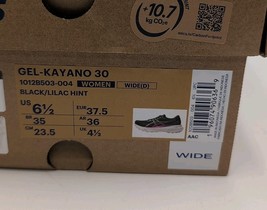 +10.7
kg CO₂e
GEL-KAYANO 30
1012B503-004 WOMEN WIDE(D)
BLACK/LILAC HINT
US 6½ EUR 37.5
AR 35 BR 36
CM 23.5 UK 4½
AAC
WIDE